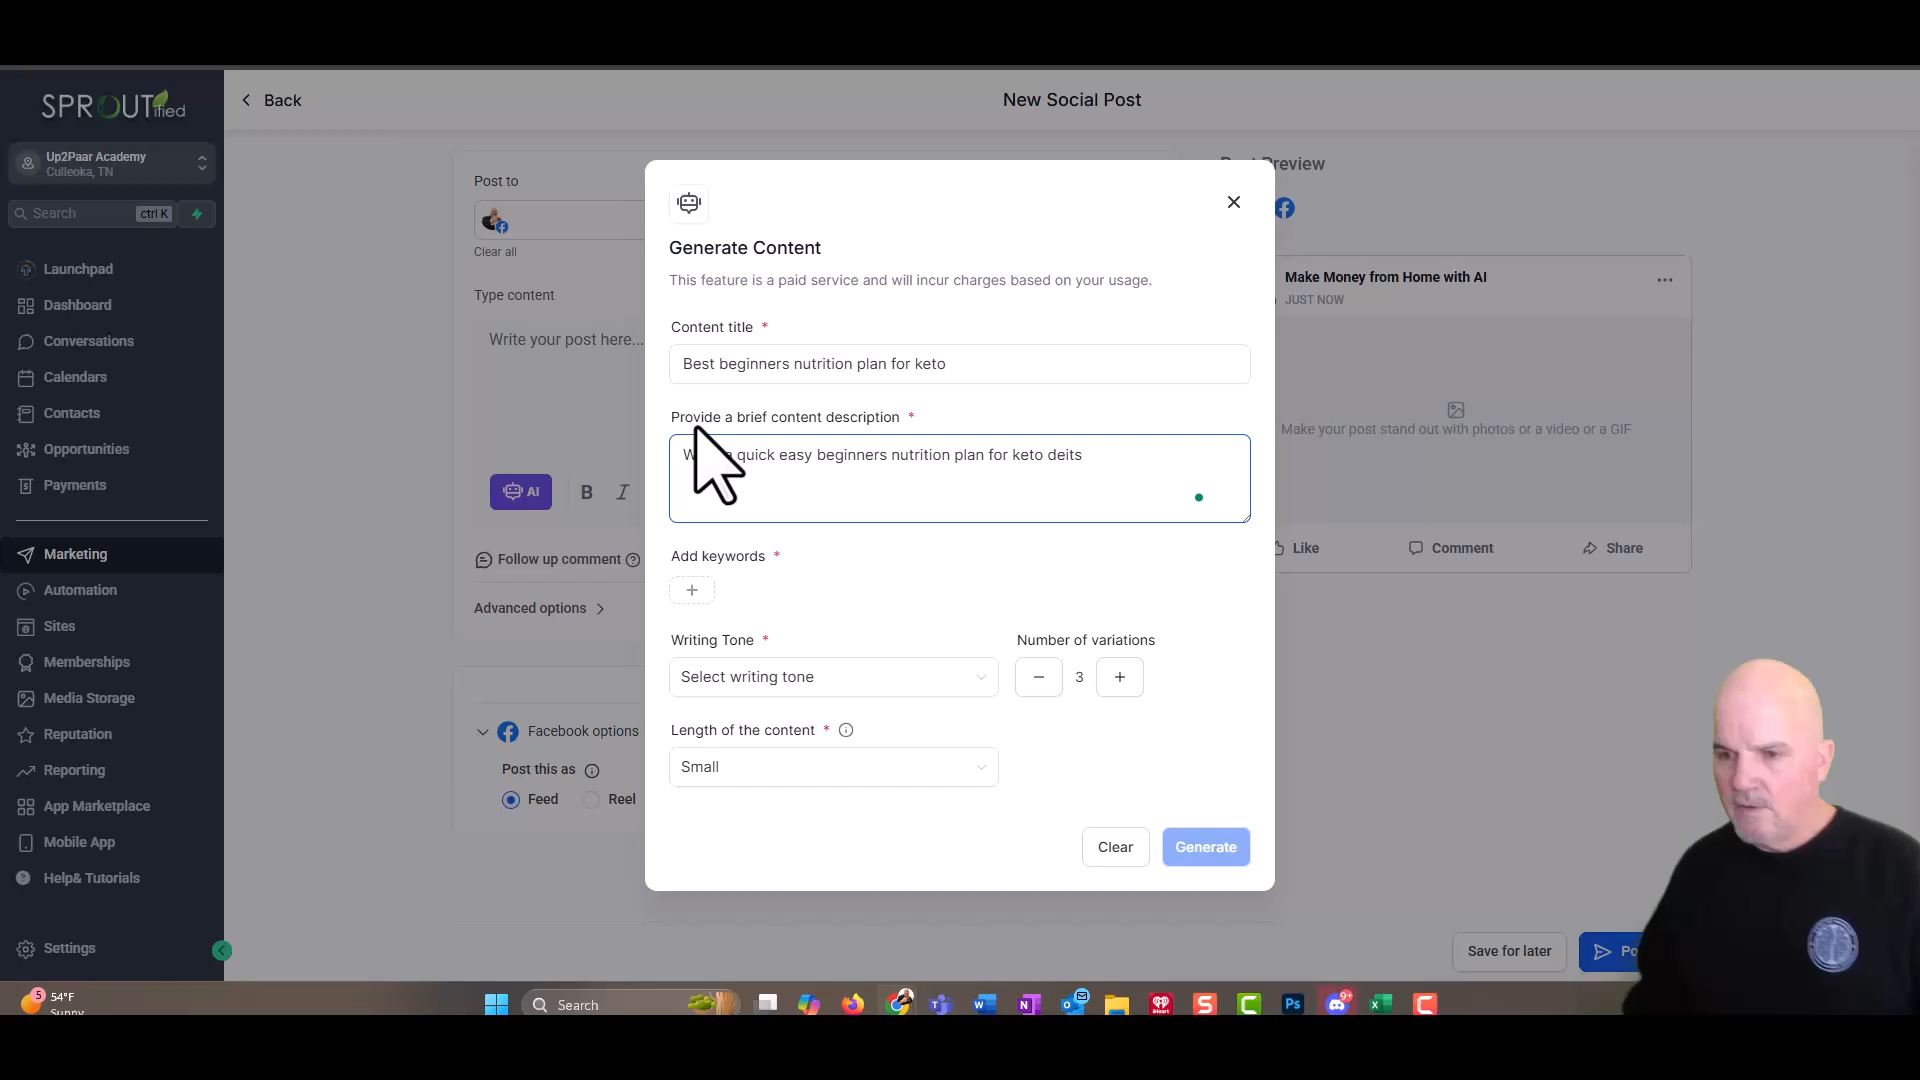 SPROUTified
Up2Paar Academy
Culleoka, TN
Search
ctrl K
Launchpad
Dashboard
Conversations
Calendars
Contacts
Opportunities
Payments
Marketing
Automation
Sites
Memberships
Media Storage
Reputation
Reporting
App Marketplace
Mobile App
Help& Tutorials
Settings
Back
New Social Post
Post to
Clear all
Type content
Write your post here...
AI
B I
Follow up comment
Advanced options
Facebook options
Post this as
Feed
Reel
Generate Content
This feature is a paid service and will incur charges based on your usage.
Content title *
Best beginners nutrition plan for keto
Provide a brief content description *
quick easy beginners nutrition plan for keto deits
Add keywords *
+
Writing Tone *
Number of variations
Select writing tone
− 3 +
Length of the content *
Small
Clear
Generate
Preview
Make Money from Home with AI
JUST NOW
Make your post stand out with photos or a video or a GIF
Like
Comment
Share
Save for later
5
54°F
Sunny
Search
9+